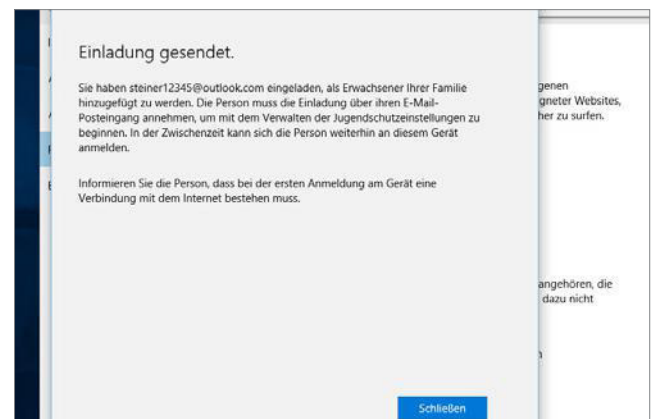 Einladung gesendet.
Sie haben steiner12345@outlook.com eingeladen, als Erwachsener Ihrer Familie
hinzugefügt zu werden. Die Person muss die Einladung über ihren E-Mail-
Posteingang annehmen, um mit dem Verwalten der Jugendschutzeinstellungen zu
beginnen. In der Zwischenzeit kann sich die Person weiterhin an diesem Gerät
anmelden.
Informieren Sie die Person, dass bei der ersten Anmeldung am Gerät eine
Verbindung mit dem Internet bestehen muss.
Schließen
genen
gneter Websites,
her zu surfen.
angehören, die
dazu nicht